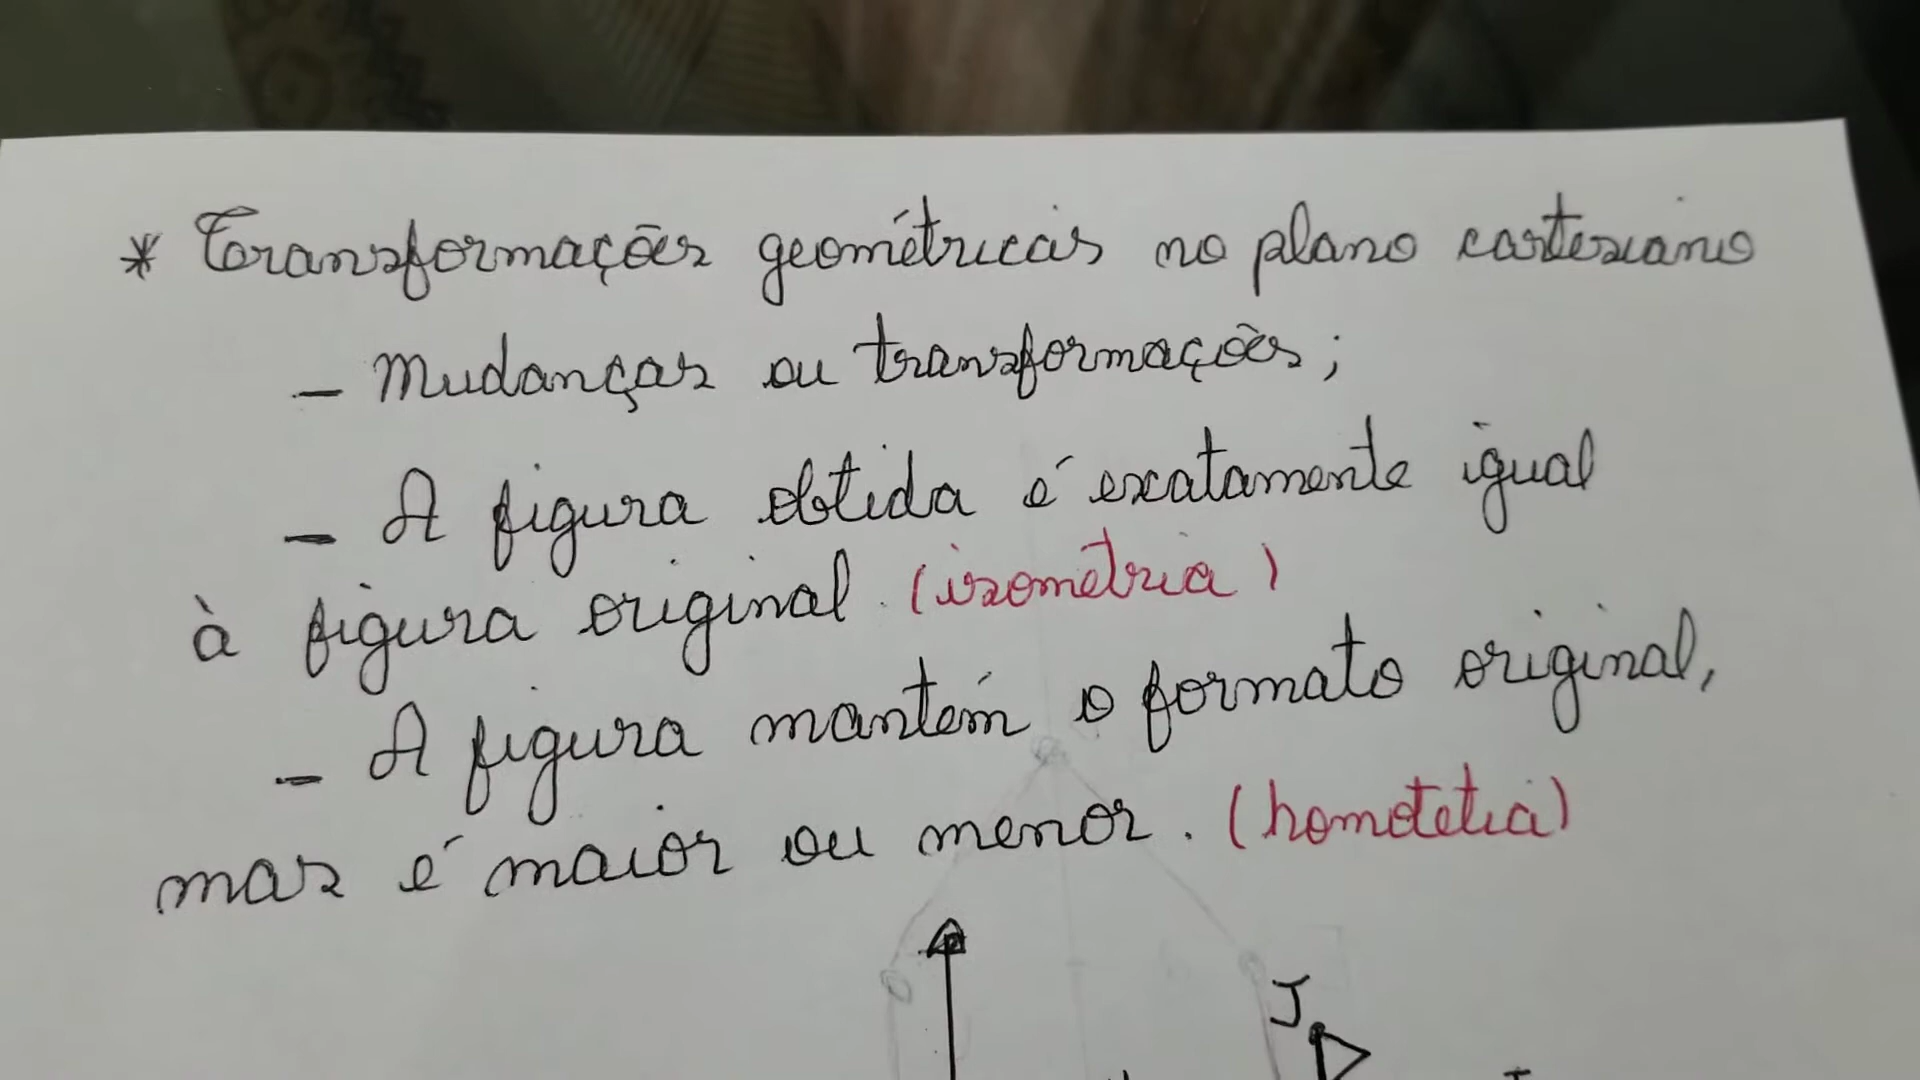 * Transformações geométricas no plano cartesiano
- Mudanças ou transformações;
- A figura obtida é exatamente igual
à figura original. (isometria)
- A figura mantém o formato original,
mas é maior ou menor. (homotetia)
J